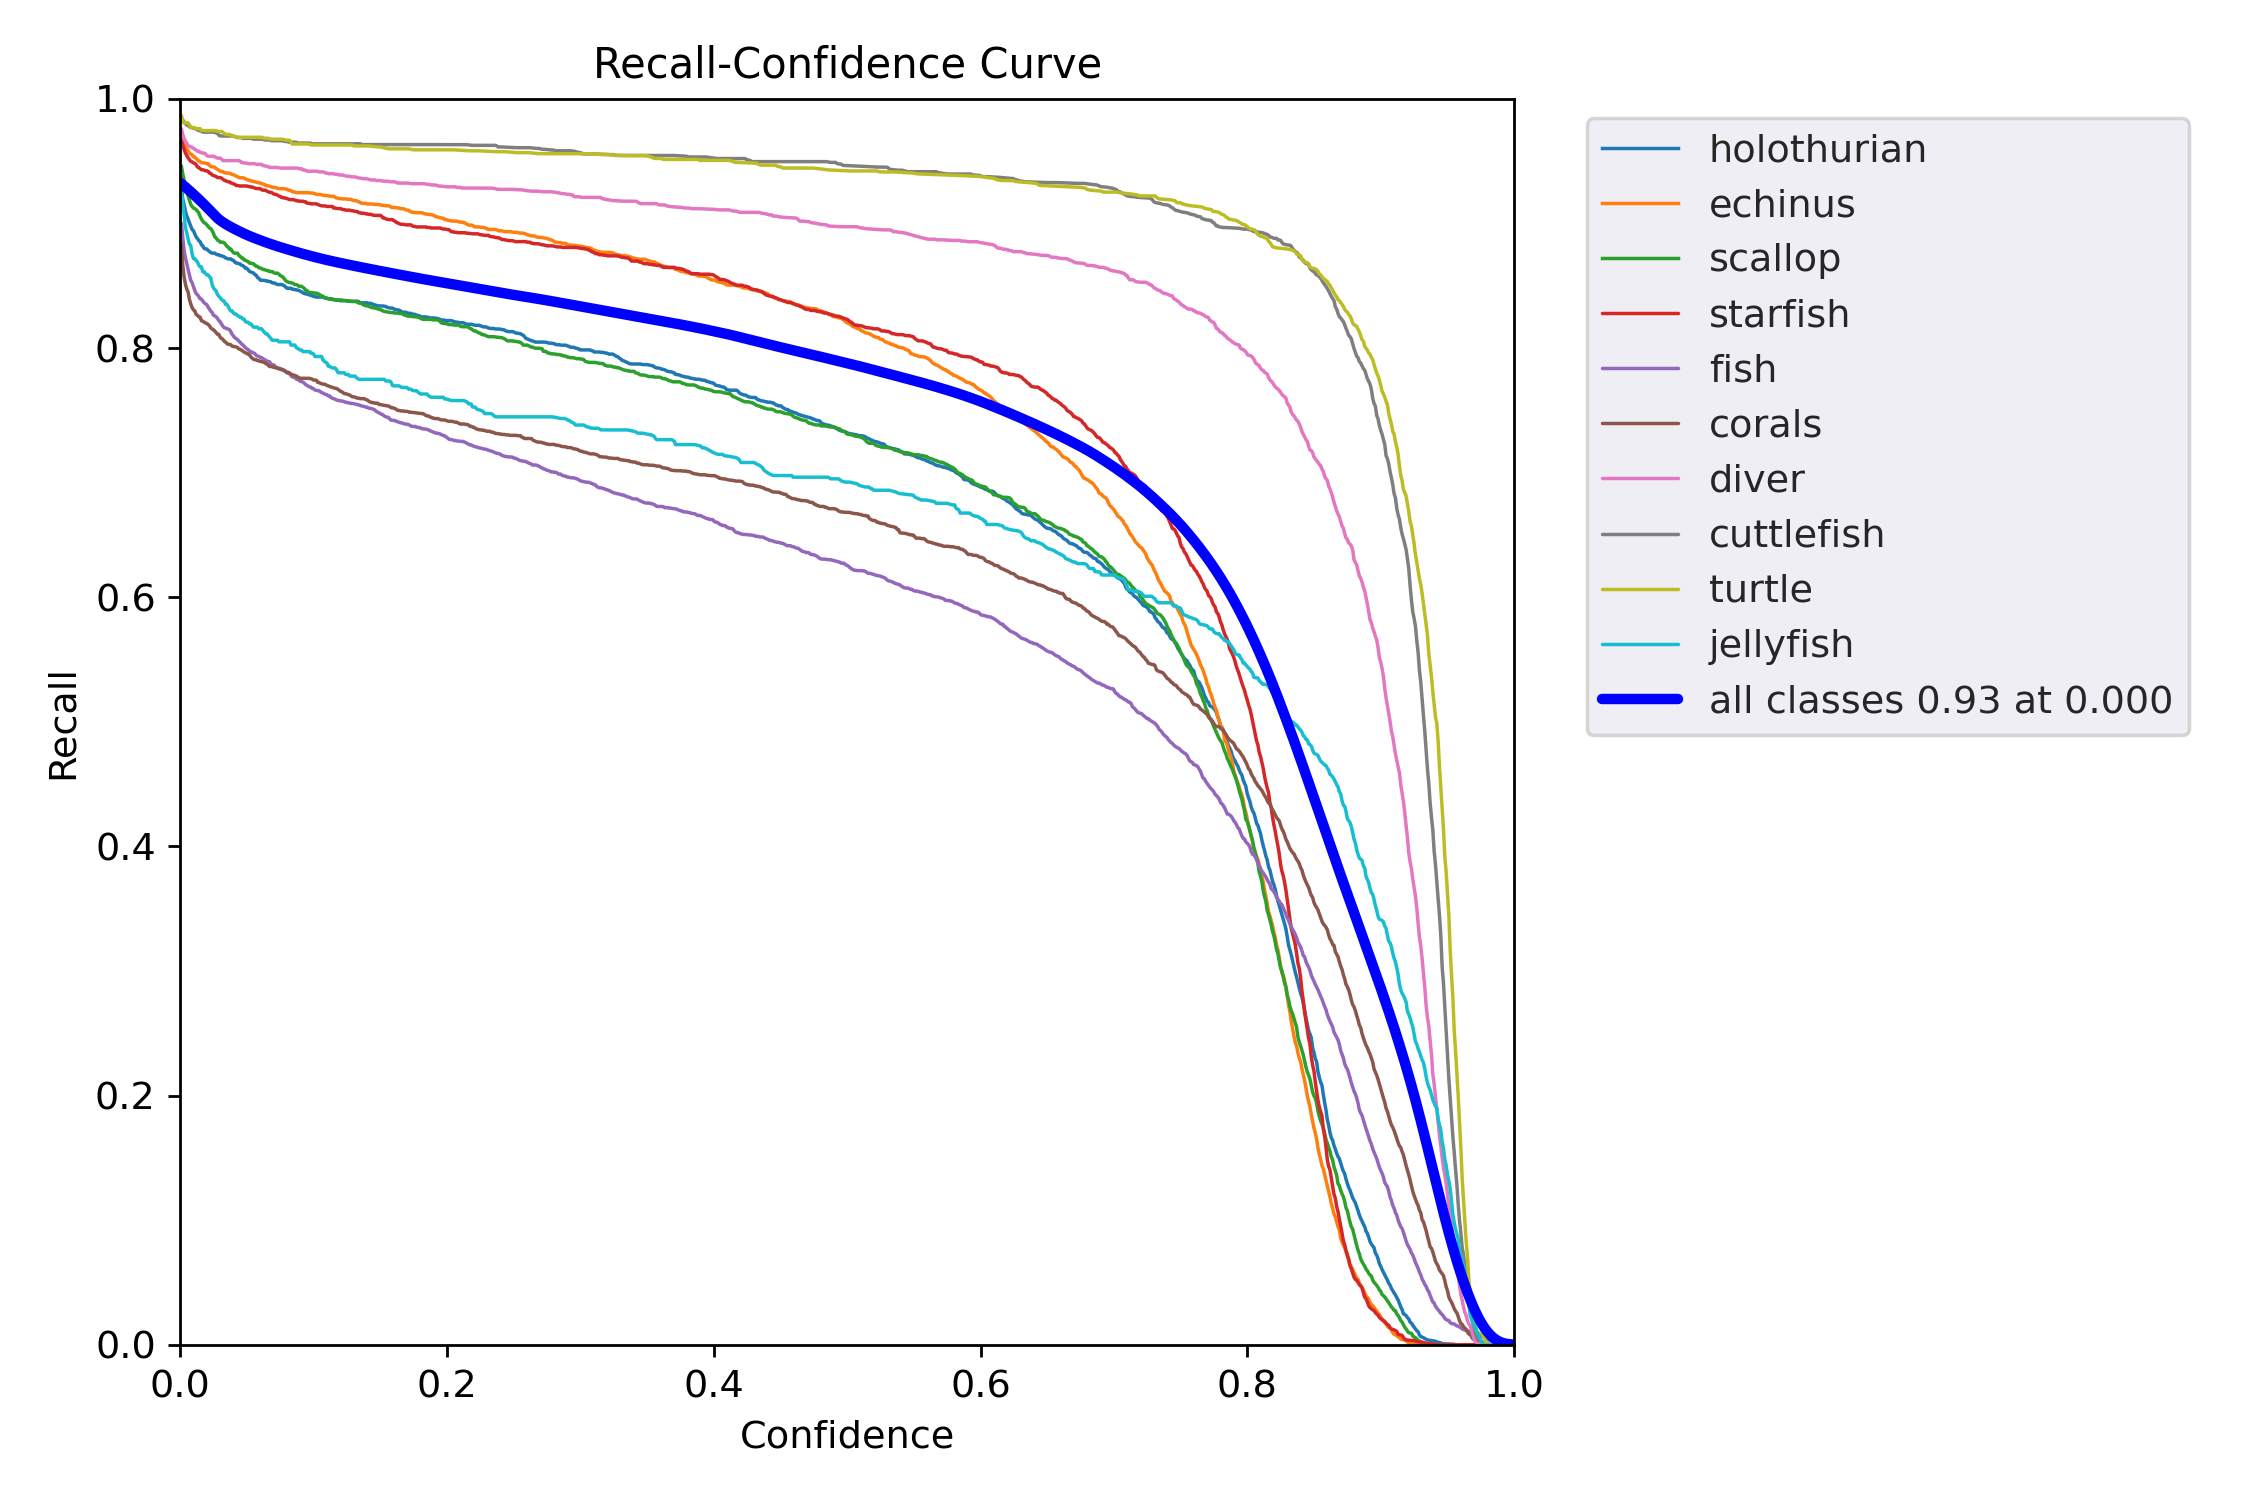 Recall-Confidence Curve
1.0
0.8
0.6
0.4
0.2
0.0
Recall
0.0 0.2 0.4 0.6 0.8 1.0
Confidence
holothurian
echinus
scallop
starfish
fish
corals
diver
cuttlefish
turtle
jellyfish
all classes 0.93 at 0.000